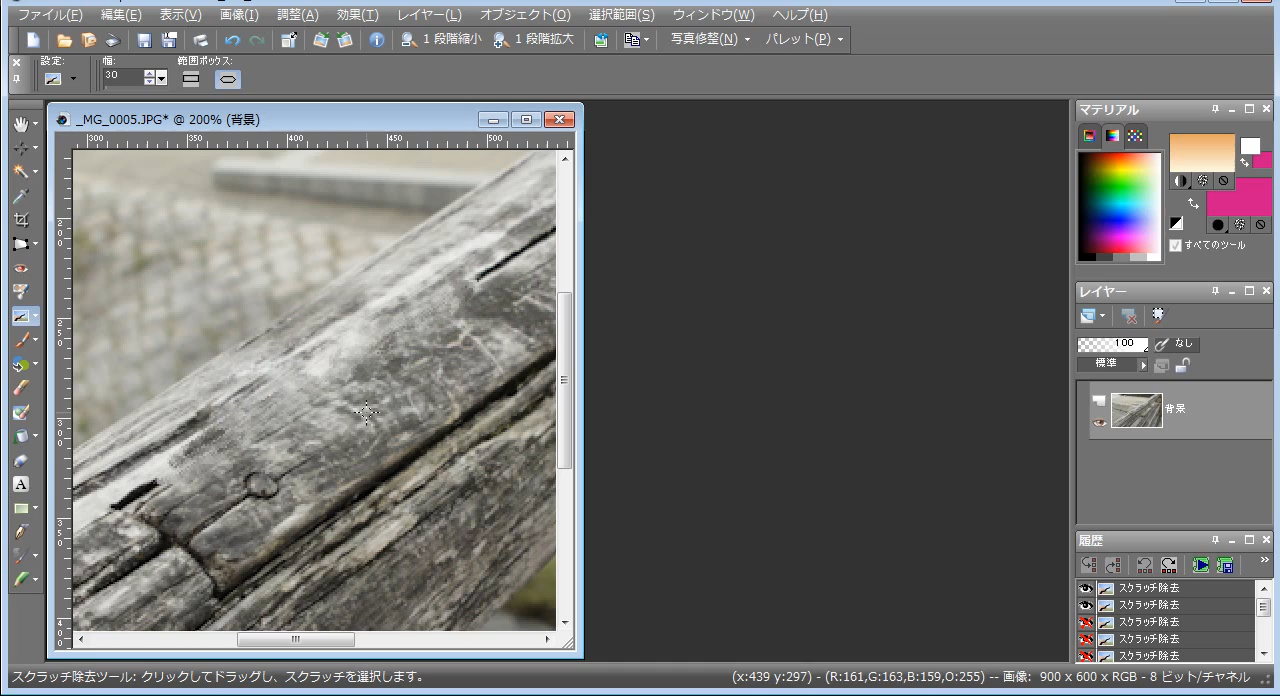 ファイル(F) 編集(E) 表示(V) 画像(I) 調整(A) 効果(T) レイヤー(L) オブジェクト(O) 選択範囲(S) ウィンドウ(W) ヘルプ(H)
1 段階縮小 1 段階拡大 写真修整(N) パレット(P)
設定: 幅: 範囲ボックス:
30
_MG_0005.JPG* @ 200% (背景)
300 350 400 450 500
200
250
300
350
400
A
マテリアル
すべてのツール
レイヤー
100 なし
標準
背景
履歴
スクラッチ除去
スクラッチ除去
スクラッチ除去
スクラッチ除去
スクラッチ除去
スクラッチ除去ツール: クリックしてドラッグし、スクラッチを選択します。 (x:439 y:297) - (R:161,G:163,B:159,O:255) -- 画像: 900 x 600 x RGB - 8 ビット/チャネル